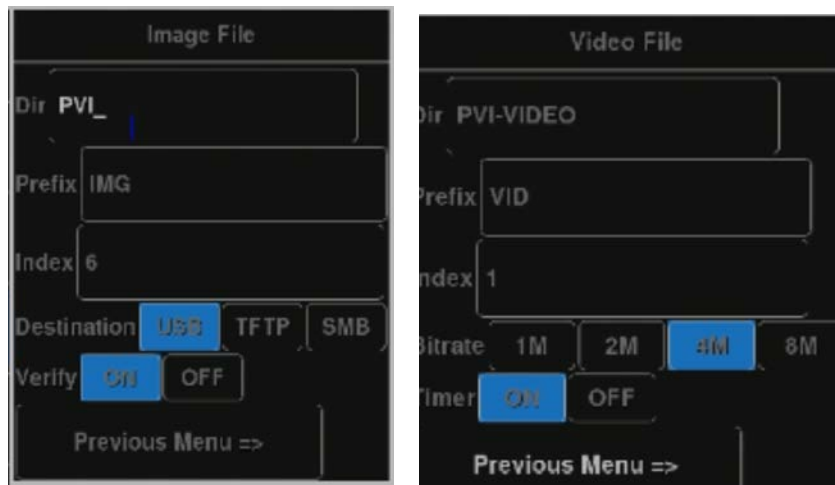 Image File
Dir PVI_
Prefix IMG
Index 6
Destination USB TFTP SMB
Verify ON OFF
Previous Menu =>
Video File
Dir PVI-VIDEO
Prefix VID
Index 1
Bitrate 1M 2M 4M 8M
Timer ON OFF
Previous Menu =>